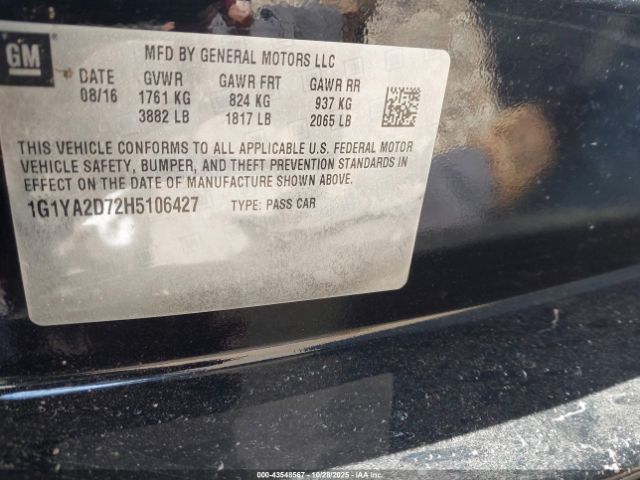 GM
MFD BY GENERAL MOTORS LLC
DATE GVWR GAWR FRT GAWR RR
08/16 1761 KG 824 KG 937 KG
3882 LB 1817 LB 2065 LB
THIS VEHICLE CONFORMS TO ALL APPLICABLE U.S. FEDERAL MOTOR
VEHICLE SAFETY, BUMPER, AND THEFT PREVENTION STANDARDS IN
EFFECT ON THE DATE OF MANUFACTURE SHOWN ABOVE.
1G1YA2D72H5106427 TYPE: PASS CAR
000-43548567 - 10/28/2025 - Copyright © 2025 IAA, LLC